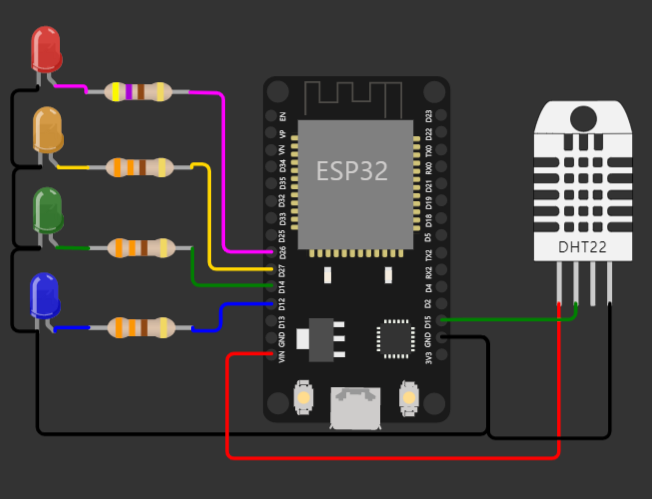 ESP32
DHT22
EN
VP
VN
D34
D35
D32
D33
D25
D26
D27
D14
D12
D13
GND
VIN
D23
D22
TX0
RX0
D21
D19
D18
D5
TX2
RX2
D4
D2
D15
GND
3V3